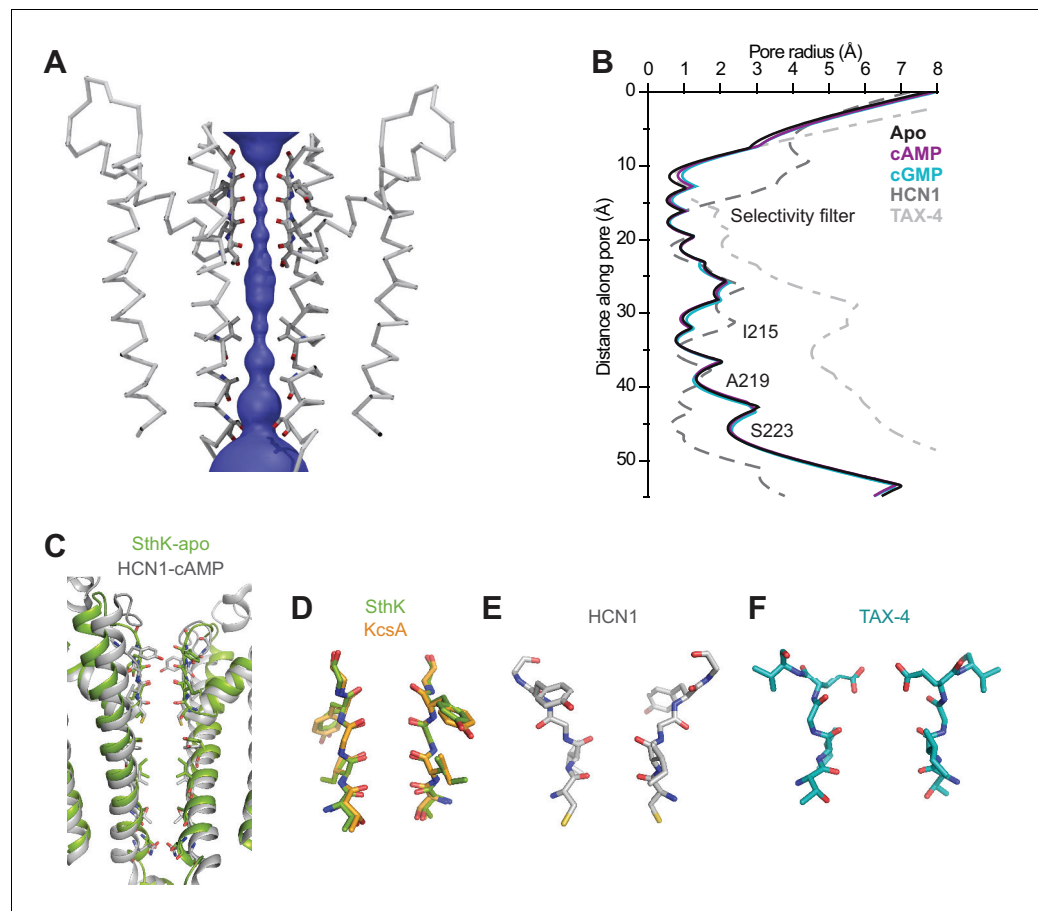 A
B
Pore radius (Å)
0 1 2 3 4 5 6 7 8
Distance along pore (Å)
0
10
20
30
40
50
Apo
cAMP
cGMP
HCN1
TAX-4
Selectivity filter
I215
A219
S223
C
SthK-apo
HCN1-cAMP
D
SthK
KcsA
E
HCN1
F
TAX-4